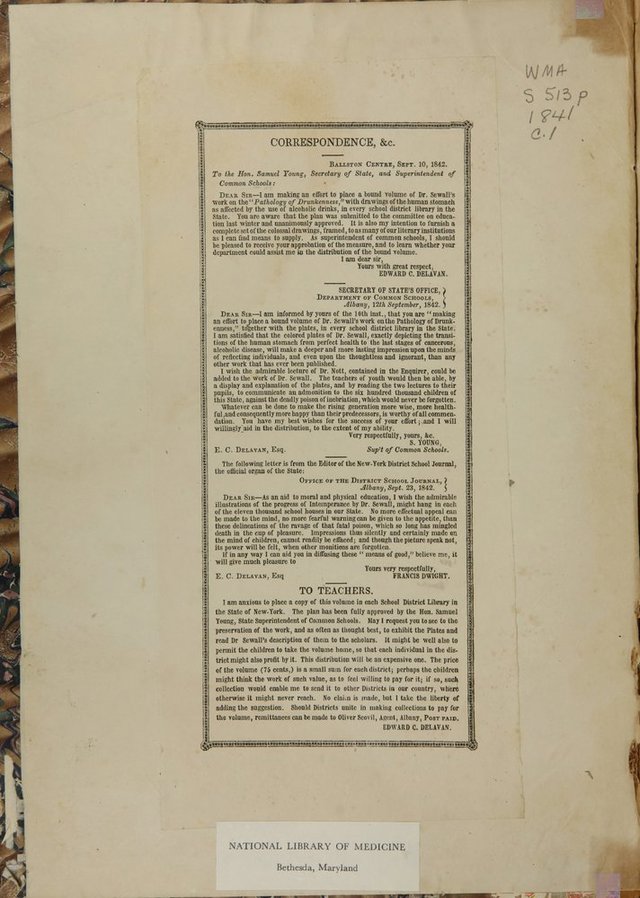 WMA
S 513p
1841
c.1
CORRESPONDENCE, &c.
BALLSTON CENTRE, SEPT. 10, 1842.
To the Hon. Samuel Young, Secretary of State, and Superintendent of
Common Schools:
DEAR SIR—I am making an effort to place a bound volume of Dr. Sewall's
work on the "Pathology of Drunkenness," with drawings of the human stomach
as affected by the use of alcoholic drinks, in every school district library in the
State. You are aware that the plan was submitted to the committee on educa-
tion last winter and unanimously approved. It is also my intention to furnish a
complete set of the colossal drawings, framed, to as many of our literary institutions
as I can find means to supply. As superintendent of common schools, I should
be pleased to receive your approbation of the measure, and to learn whether your
department could assist me in the distribution of the bound volume.
I am dear sir,
Yours with great respect,
EDWARD C. DELAVAN.
SECRETARY OF STATE'S OFFICE,
DEPARTMENT OF COMMON SCHOOLS,
Albany, 12th September, 1842.
DEAR SIR—I am informed by yours of the 10th inst., that you are "making
an effort to place a bound volume of Dr. Sewall's work on the Pathology of Drunk-
enness," together with the plates, in every school district library in the State.
I am satisfied that the colored plates of Dr. Sewall, exactly depicting the transi-
tions of the human stomach from perfect health to the last stages of cancerous,
alcoholic disease, will make a deeper and more lasting impression upon the minds
of reflecting individuals, and even upon the thoughtless and ignorant, than any
other work that has ever been published.
I wish the admirable lecture of Dr. Nott, contained in the Enquirer, could be
added to the work of Dr. Sewall. The teachers of youth would then be able, by
a display and explanation of the plates, and by reading the two lectures to their
pupils, to communicate an admonition to the six hundred thousand children of
this State, against the deadly poison of inebriation, which would never be forgotten.
Whatever can be done to make the rising generation more wise, more health-
ful, and consequently more happy than their predecessors, is worthy of all commen-
dation. You have my best wishes for the success of your effort; and I will
willingly aid in the distribution, to the extent of my ability.
Very respectfully, yours, &c.
S. YOUNG,
E. C. DELAVAN, Esq. Sup't of Common Schools.
The following letter is from the Editor of the New-York District School Journal,
the official organ of the State:
OFFICE OF THE DISTRICT SCHOOL JOURNAL,
Albany, Sept. 23, 1842.
DEAR SIR—As an aid to moral and physical education, I wish the admirable
illustrations of the progress of Intemperance by Dr. Sewall, might hang in each
of the eleven thousand school houses in our State. No more effectual appeal can
be made to the mind, no more fearful warning can be given to the appetite, than
these delineations of the ravage of that fatal poison, which so long has mingled
death in the cup of pleasure. Impressions thus silently and certainly made on
the mind of children, cannot readily be effaced; and though the picture speak not,
its power will be felt, when other monitions are forgotten.
If in any way I can aid you in diffusing these "means of good," believe me, it
will give much pleasure to
Yours very respectfully,
E. C. DELAVAN, Esq FRANCIS DWIGHT.
TO TEACHERS.
I am anxious to place a copy of this volume in each School District Library in
the State of New-York. The plan has been fully approved by the Hon. Samuel
Young, State Superintendent of Common Schools. May I request you to see to the
preservation of the work, and as often as thought best, to exhibit the Plates and
read Dr Sewall's description of them to the scholars. It might be well also to
permit the children to take the volume home, so that each individual in the dis-
trict might also profit by it. This distribution will be an expensive one. The price
of the volume (75 cents,) is a small sum for each district; perhaps the children
might think the work of such value, as to feel willing to pay for it; if so, such
collection would enable me to send it to other Districts in our country, where
otherwise it might never reach. No claim is made, but I take the liberty of
adding the suggestion. Should Districts unite in making collections to pay for
the volume, remittances can be made to Oliver Scovil, Agent, Albany, POST PAID.
EDWARD C. DELAVAN.
NATIONAL LIBRARY OF MEDICINE
Bethesda, Maryland